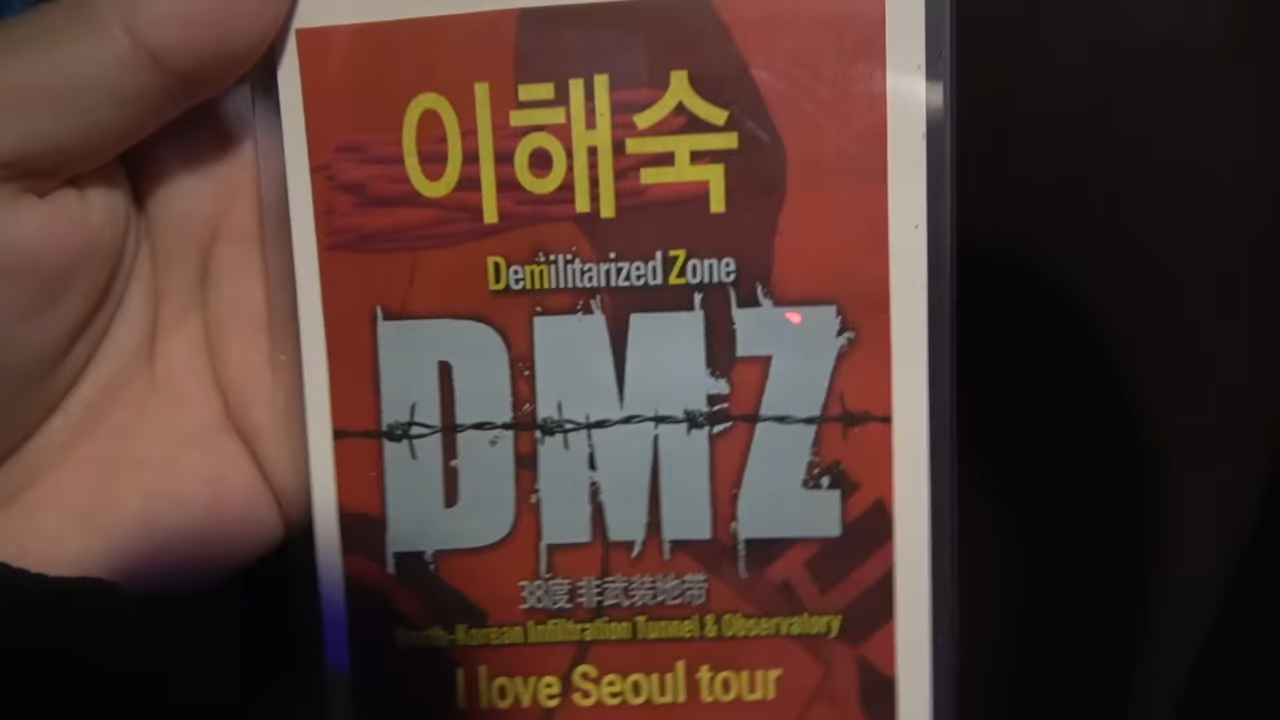 이해숙
Demilitarized Zone
DMZ
38度 非武装地带
North-Korean Infiltration Tunnel & Observatory
I love Seoul tour